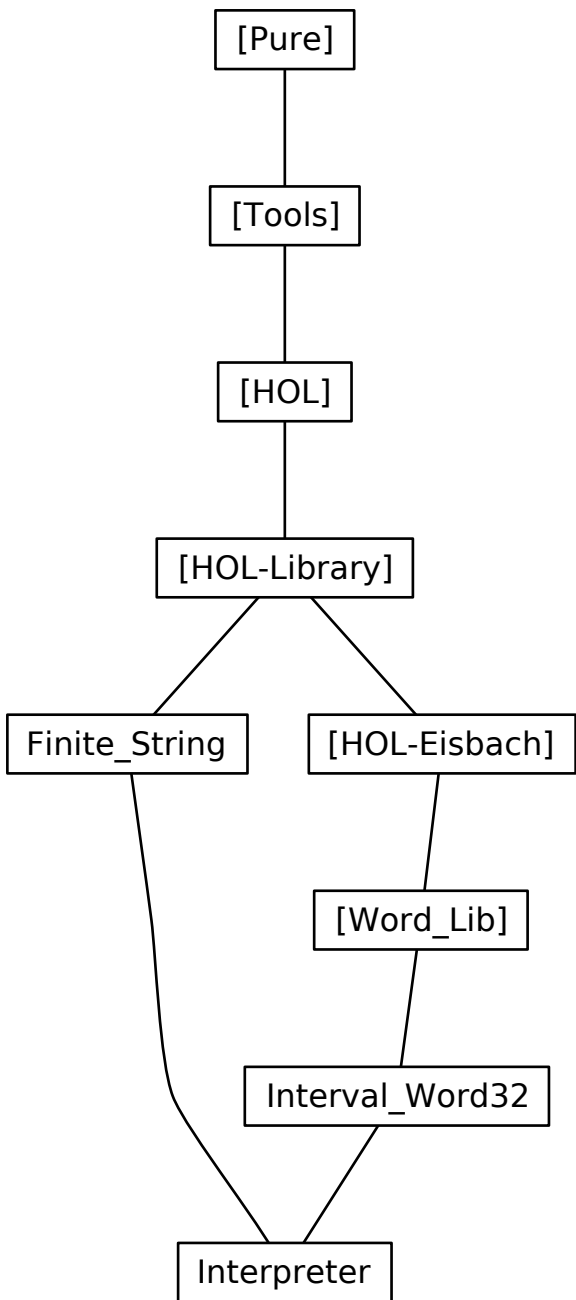 [Pure]
[Tools]
[HOL]
[HOL-Library]
Finite_String
[HOL-Eisbach]
[Word_Lib]
Interval_Word32
Interpreter